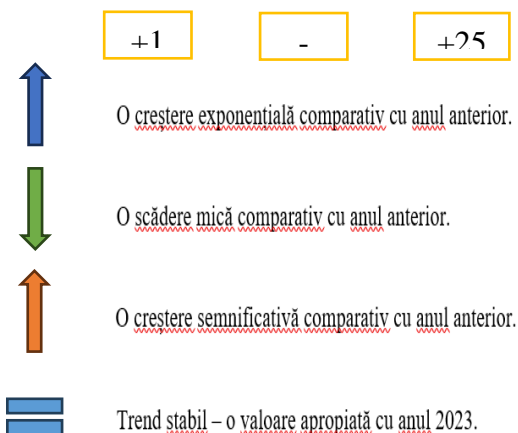 +1 - +25
O creștere exponențială comparativ cu anul anterior.
O scădere mică comparativ cu anul anterior.
O creștere semnificativă comparativ cu anul anterior.
Trend stabil – o valoare apropiată cu anul 2023.